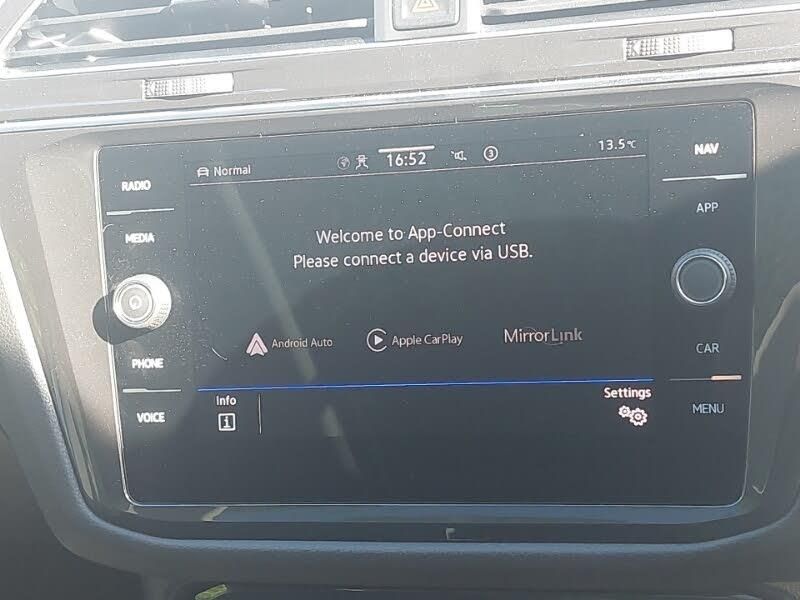 RADIO
MEDIA
PHONE
VOICE
Normal
16:52
3
13.5°C
Welcome to App-Connect
Please connect a device via USB.
Android Auto
Apple CarPlay
MirrorLink
Info
i
Settings
NAV
APP
CAR
MENU